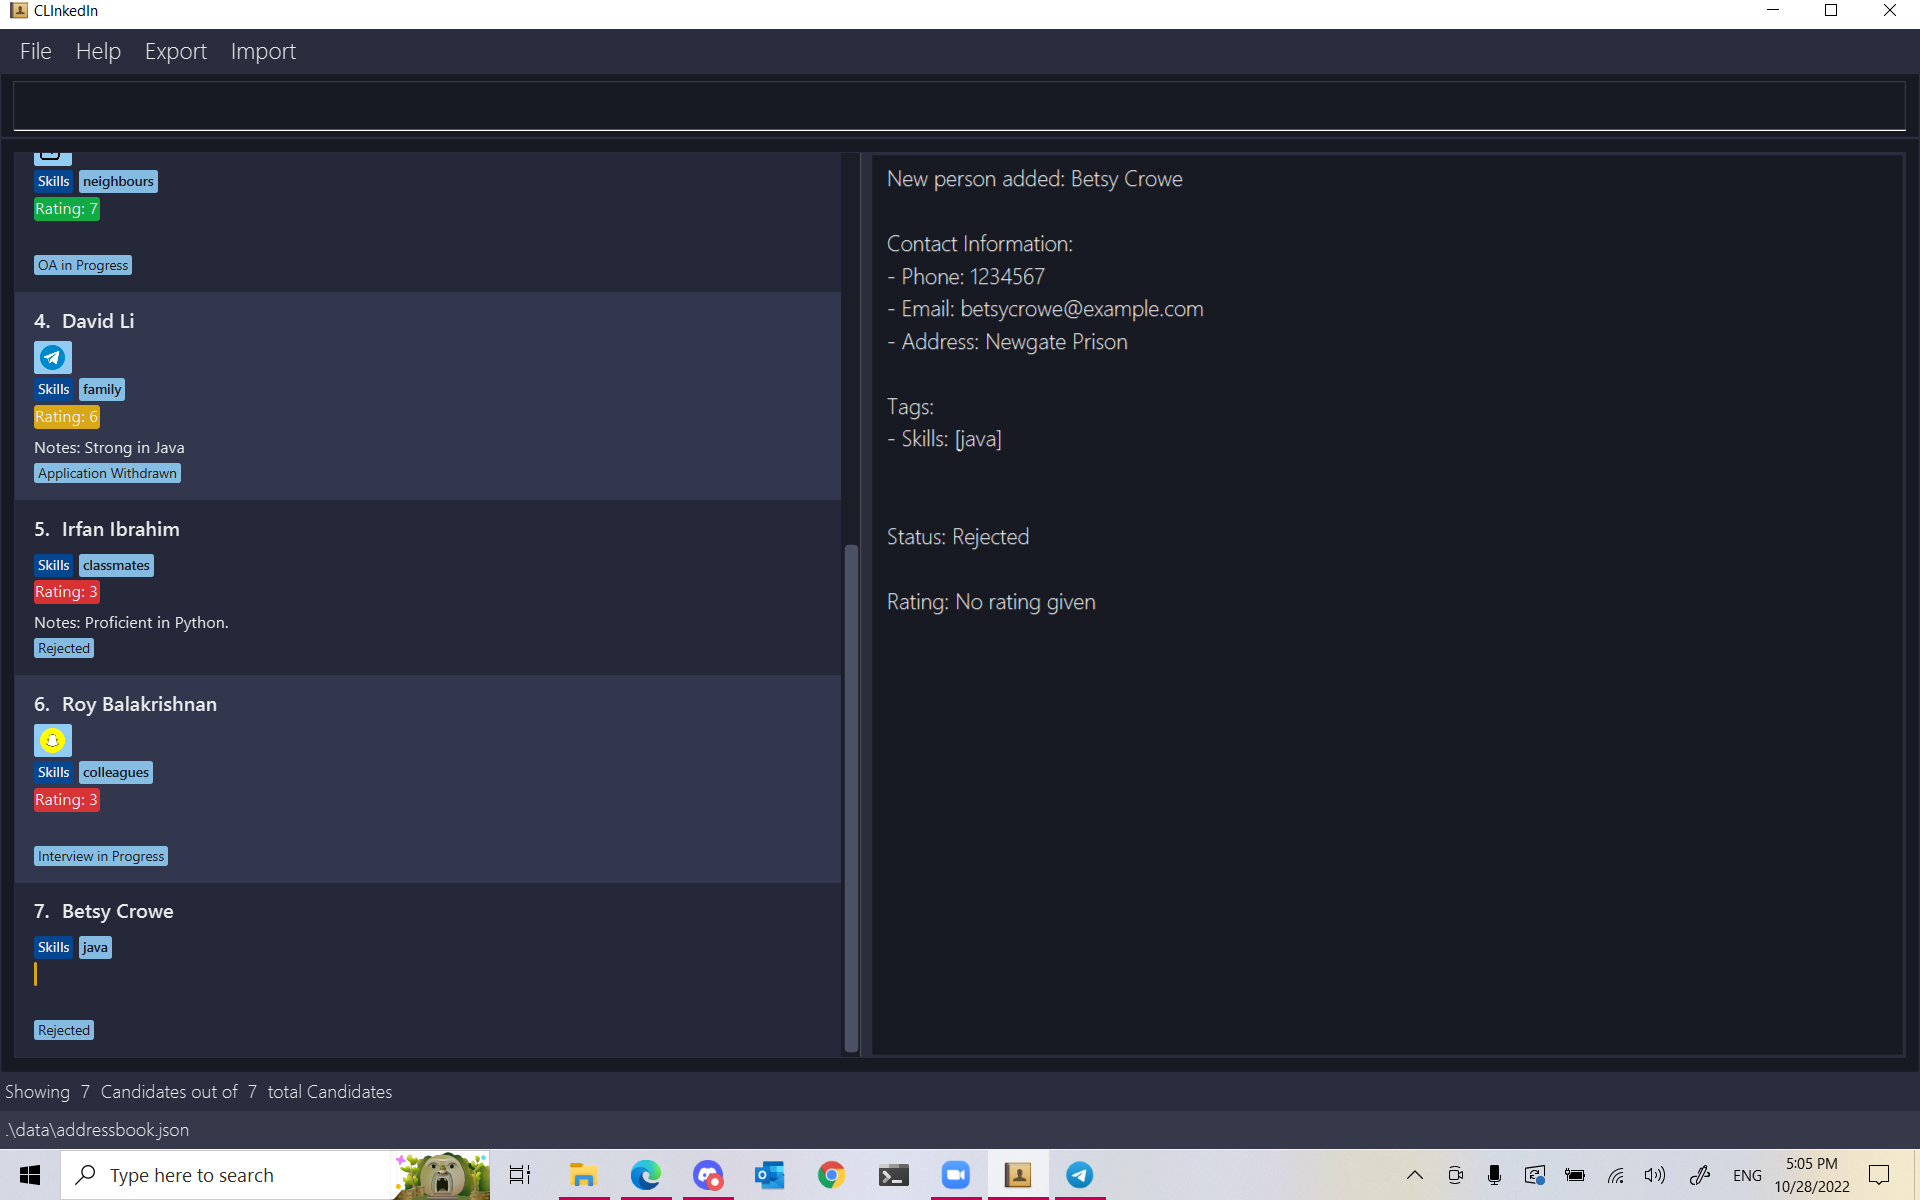 CLInkedIn
File Help Export Import
Skills neighbours
Rating: 7
OA in Progress
4. David Li
Skills family
Rating: 6
Notes: Strong in Java
Application Withdrawn
5. Irfan Ibrahim
Skills classmates
Rating: 3
Notes: Proficient in Python.
Rejected
6. Roy Balakrishnan
Skills colleagues
Rating: 3
Interview in Progress
7. Betsy Crowe
Skills java
Rejected
New person added: Betsy Crowe
Contact Information:
- Phone: 1234567
- Email: betsycrowe@example.com
- Address: Newgate Prison
Tags:
- Skills: [java]
Status: Rejected
Rating: No rating given
Showing 7 Candidates out of 7 total Candidates
.\data\addressbook.json
Type here to search
ENG
5:05 PM
10/28/2022